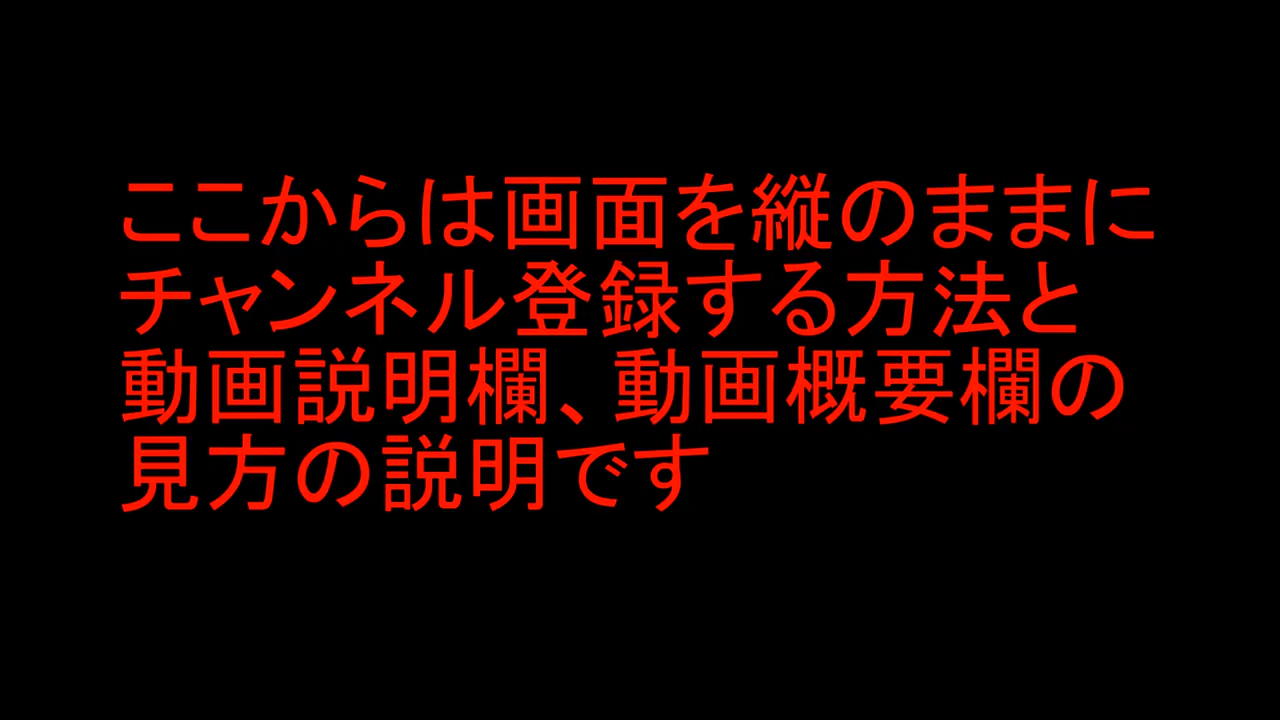 ここからは画面を縦のままに
チャンネル登録する方法と
動画説明欄、動画概要欄の
見方の説明です